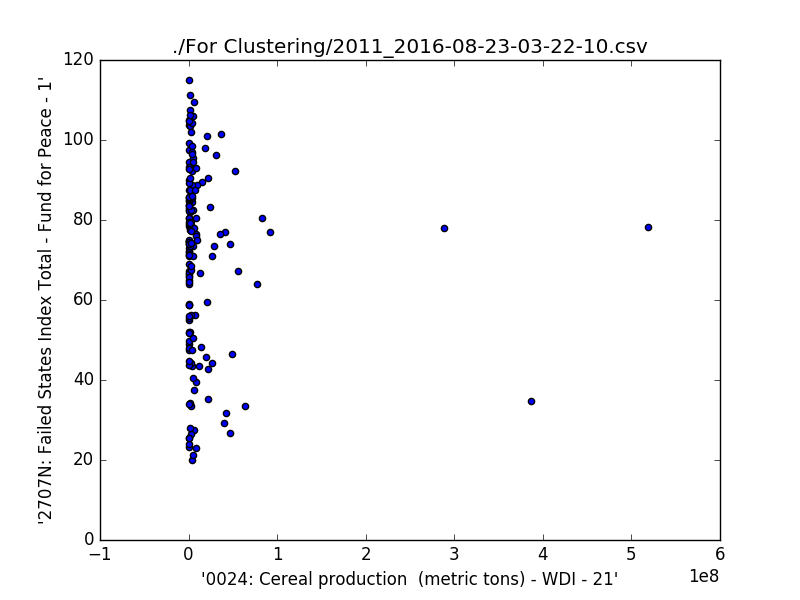 ./For Clustering/2011_2016-08-23-03-22-10.csv
120
100
80
60
40
20
0
'2707N: Failed States Index Total - Fund for Peace - 1'
−1 0 1 2 3 4 5 6
1e8
'0024: Cereal production  (metric tons) - WDI - 21'